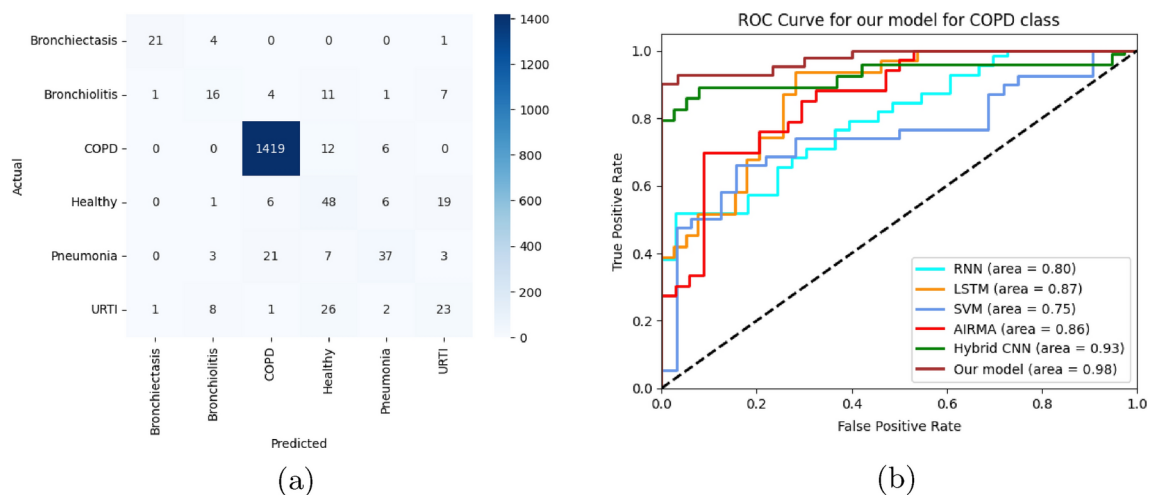 Actual
Bronchiectasis 21 4 0 0 0 1
Bronchiolitis 1 16 4 11 1 7
COPD 0 0 1419 12 6 0
Healthy 0 1 6 48 6 19
Pneumonia 0 3 21 7 37 3
URTI 1 8 1 26 2 23
Bronchiectasis
Bronchiolitis
COPD
Healthy
Pneumonia
URTI
Predicted
1400
1200
1000
800
600
400
200
0
(a)
ROC Curve for our model for COPD class
True Positive Rate
1.0
0.8
0.6
0.4
0.2
0.0
RNN (area = 0.80)
LSTM (area = 0.87)
SVM (area = 0.75)
AIRMA (area = 0.86)
Hybrid CNN (area = 0.93)
Our model (area = 0.98)
0.0 0.2 0.4 0.6 0.8 1.0
False Positive Rate
(b)